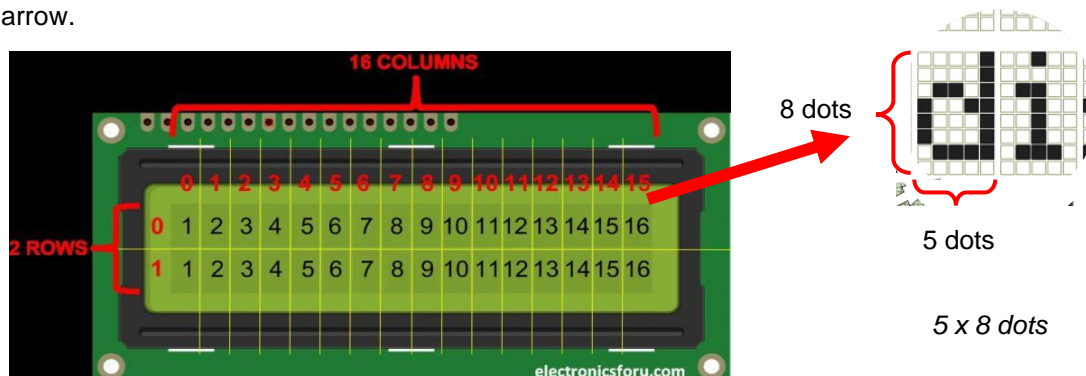 arrow.
16 COLUMNS
8 dots
0 1 2 3 4 5 6 7 8 9 10 11 12 13 14 15
2 ROWS
0 1 2 3 4 5 6 7 8 9 10 11 12 13 14 15 16
1 1 2 3 4 5 6 7 8 9 10 11 12 13 14 15 16
di
5 dots
5 x 8 dots
electronicsforu.com